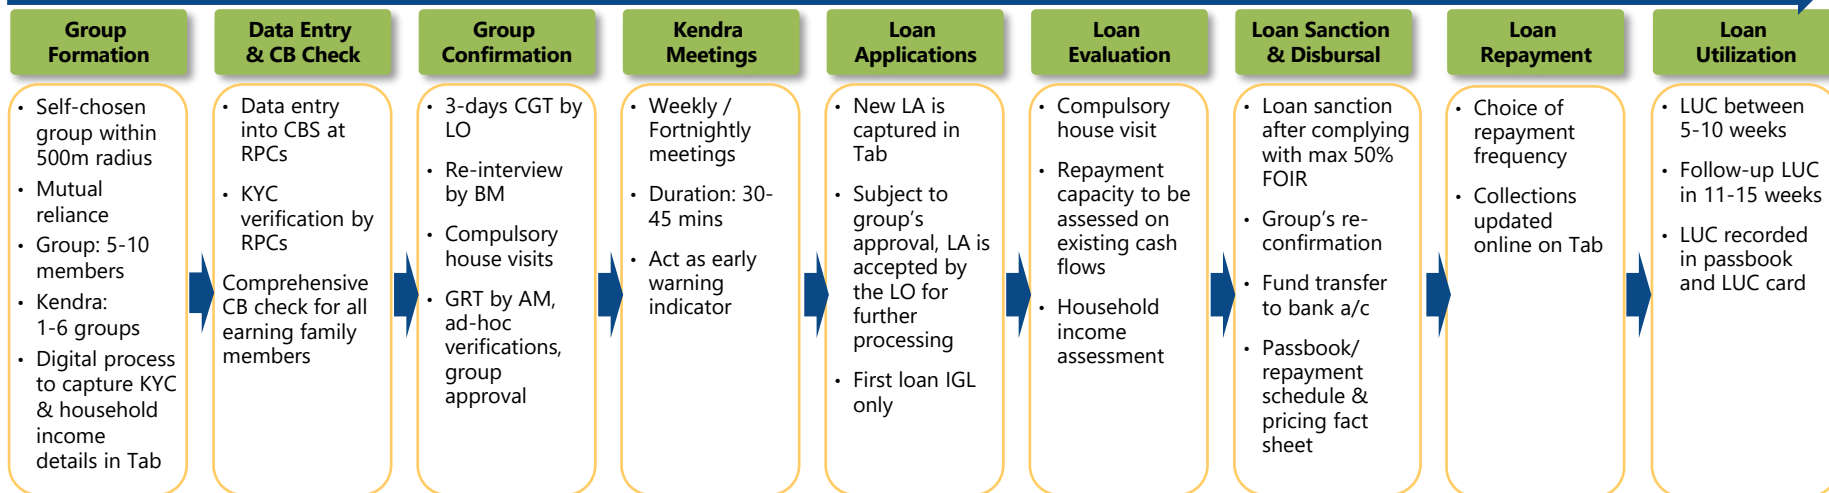 Group
Formation
Data Entry
& CB Check
Group
Confirmation
Kendra
Meetings
Loan
Applications
Loan
Evaluation
Loan Sanction
& Disbursal
Loan
Repayment
Loan
Utilization
• Self-chosen
group within
500m radius
• Mutual
reliance
• Group: 5-10
members
• Kendra:
1-6 groups
• Digital process
to capture KYC
& household
income
details in Tab
• Data entry
into CBS at
RPCs
• KYC
verification by
RPCs
Comprehensive
CB check for all
earning family
members
• 3-days CGT by
LO
• Re-interview
by BM
• Compulsory
house visits
• GRT by AM,
ad-hoc
verifications,
group
approval
• Weekly /
Fortnightly
meetings
• Duration: 30-
45 mins
• Act as early
warning
indicator
• New LA is
captured in
Tab
• Subject to
group's
approval, LA is
accepted by
the LO for
further
processing
• First loan IGL
only
• Compulsory
house visit
• Repayment
capacity to be
assessed on
existing cash
flows
• Household
income
assessment
• Loan sanction
after complying
with max 50%
FOIR
• Group's re-
confirmation
• Fund transfer
to bank a/c
• Passbook/
repayment
schedule &
pricing fact
sheet
• Choice of
repayment
frequency
• Collections
updated
online on Tab
• LUC between
5-10 weeks
• Follow-up LUC
in 11-15 weeks
• LUC recorded
in passbook
and LUC card